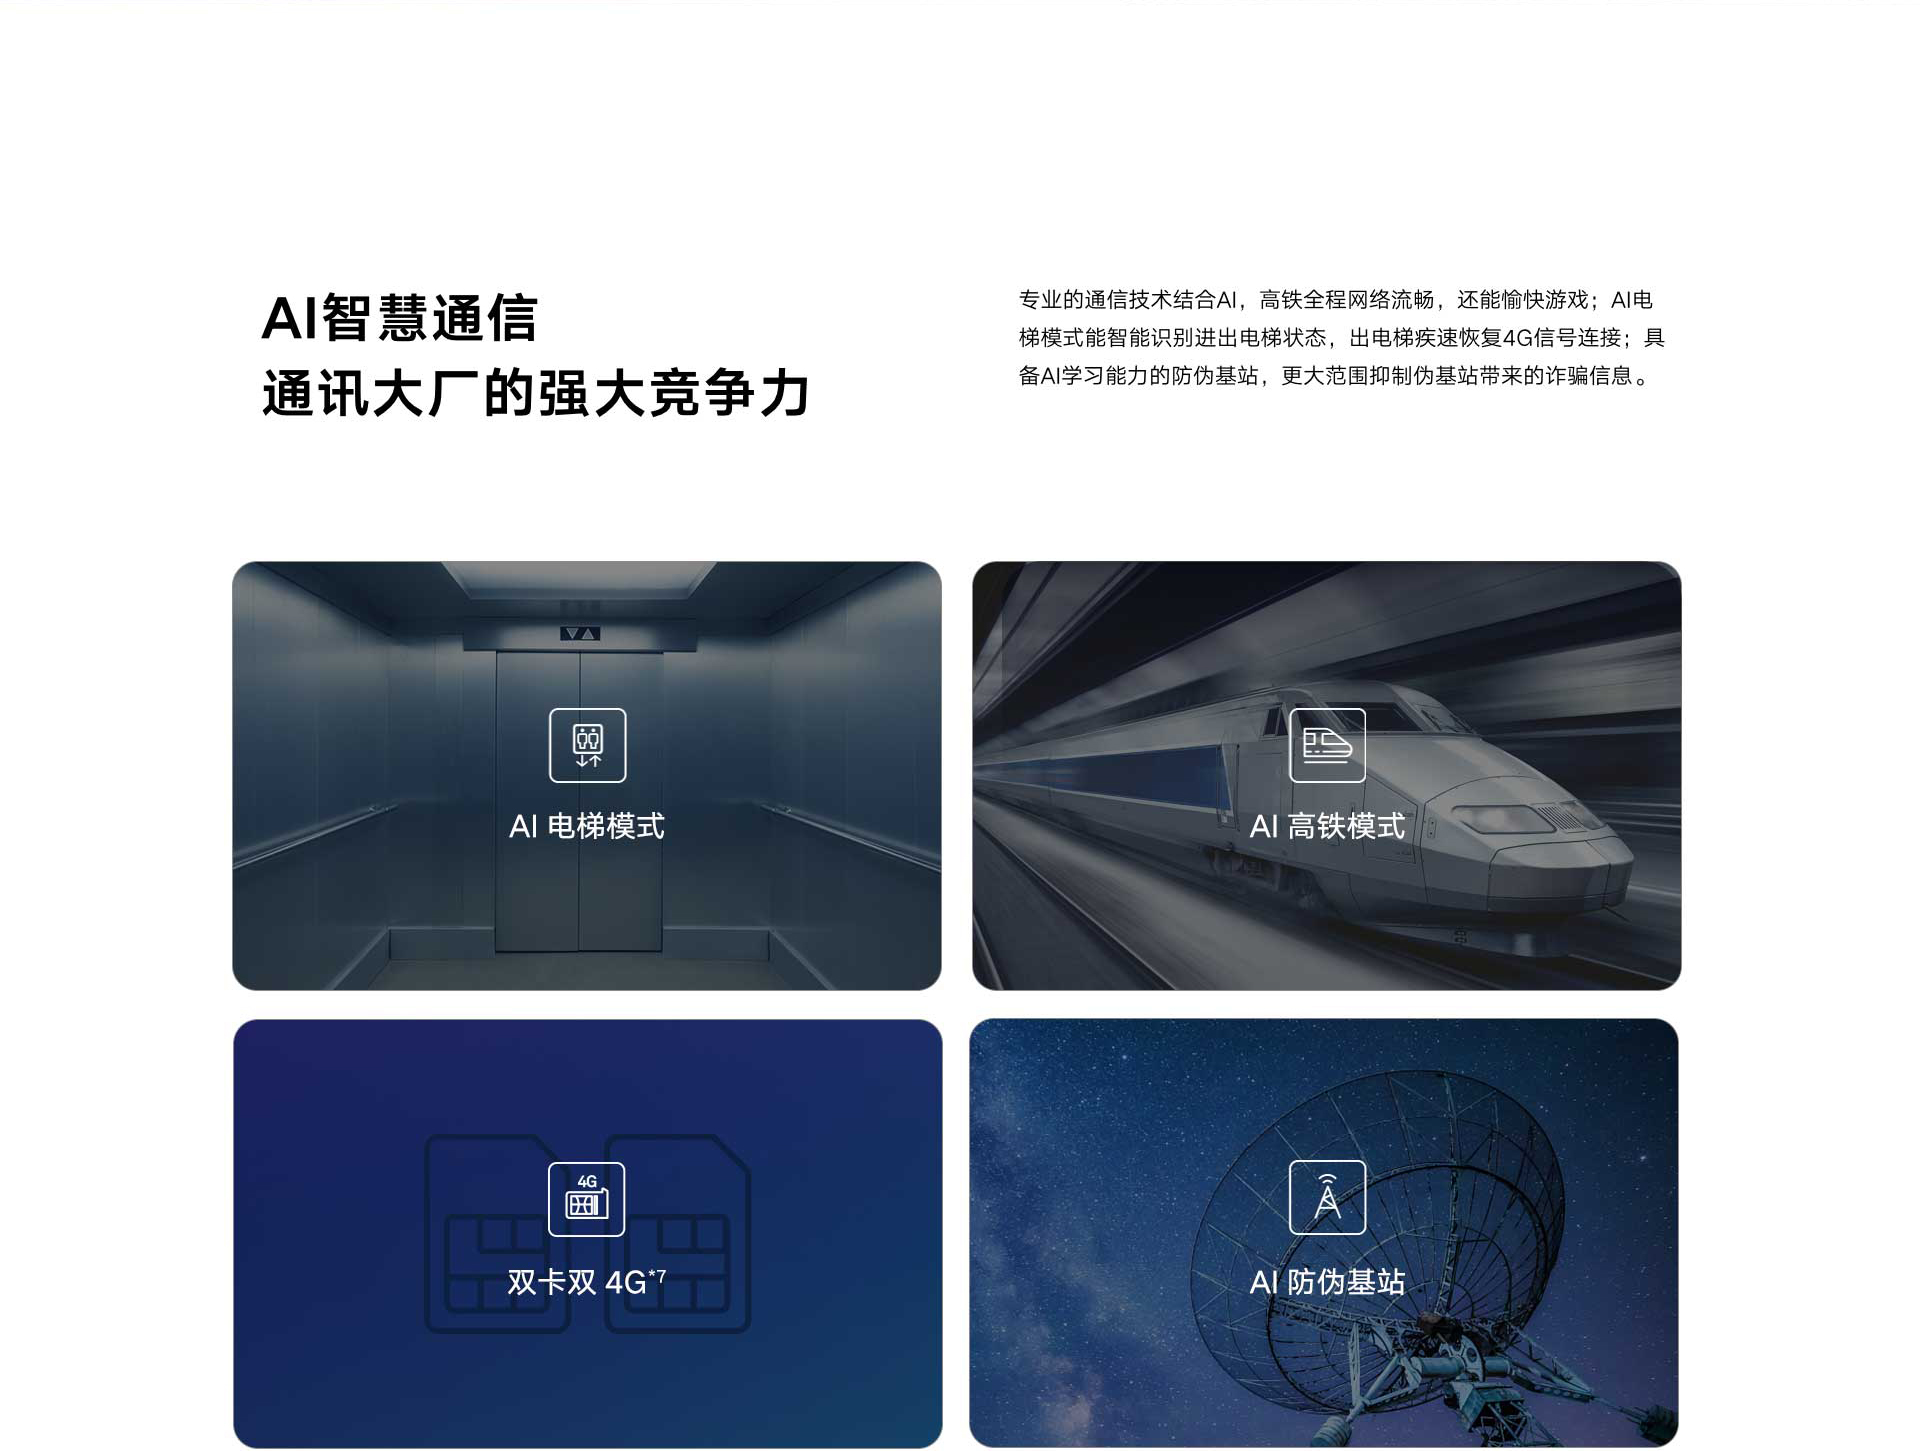 AI智慧通信
通讯大厂的强大竞争力
专业的通信技术结合AI，高铁全程网络流畅，还能愉快游戏；AI电
梯模式能智能识别进出电梯状态，出电梯疾速恢复4G信号连接；具
备AI学习能力的防伪基站，更大范围抑制伪基站带来的诈骗信息。
AI 电梯模式
AI 高铁模式
4G
双卡双 4G*7
AI 防伪基站